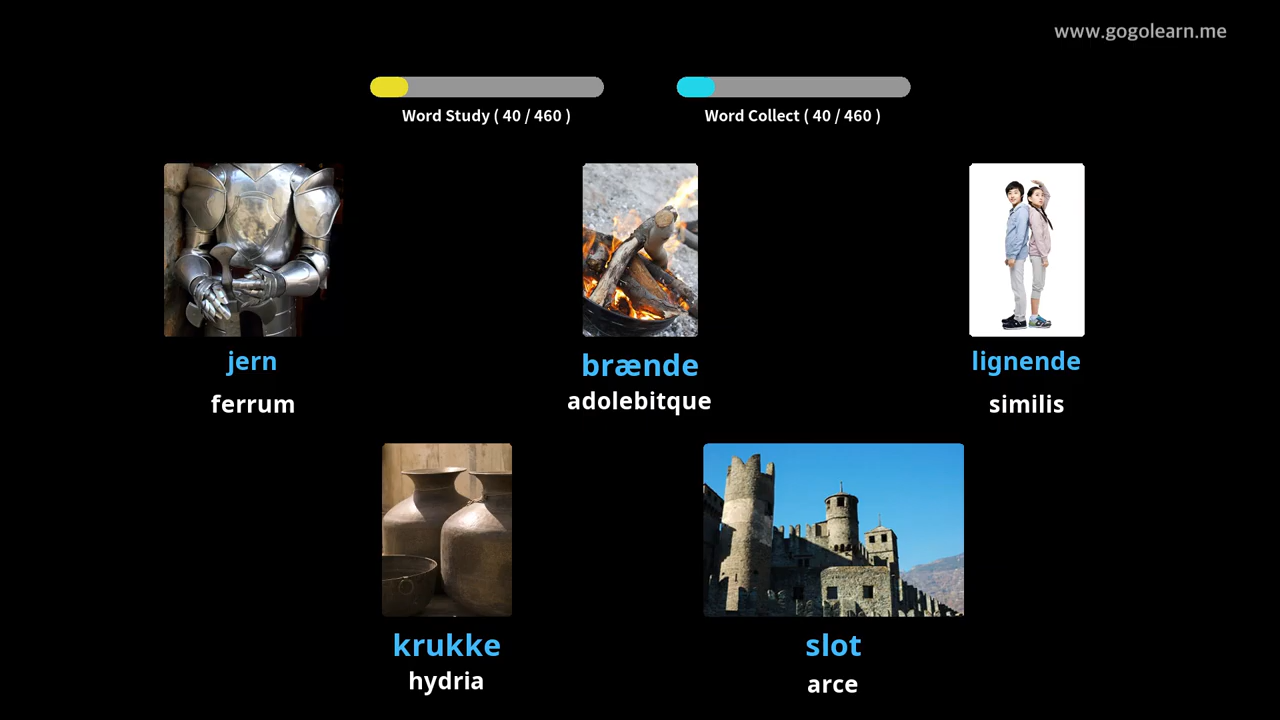 www.gogolearn.me
Word Study ( 40 / 460 )
Word Collect ( 40 / 460 )
jern
ferrum
brænde
adolebitque
lignende
similis
krukke
hydria
slot
arce